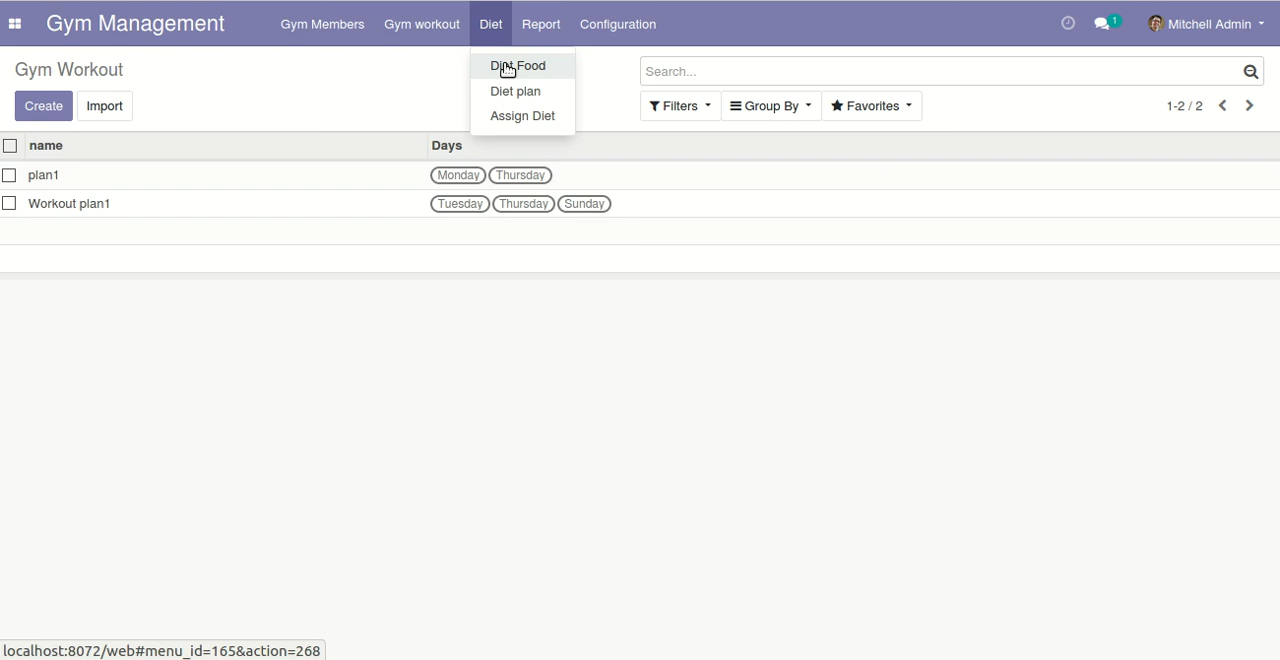 Gym Management Gym Members Gym workout Diet Report Configuration 1 Mitchell Admin
Gym Workout
Search...
Diet Food
Diet plan
Assign Diet
Create Import
Filters Group By Favorites 1-2 / 2
name Days
plan1 Monday Thursday
Workout plan1 Tuesday Thursday Sunday
localhost:8072/web#menu_id=165&action=268